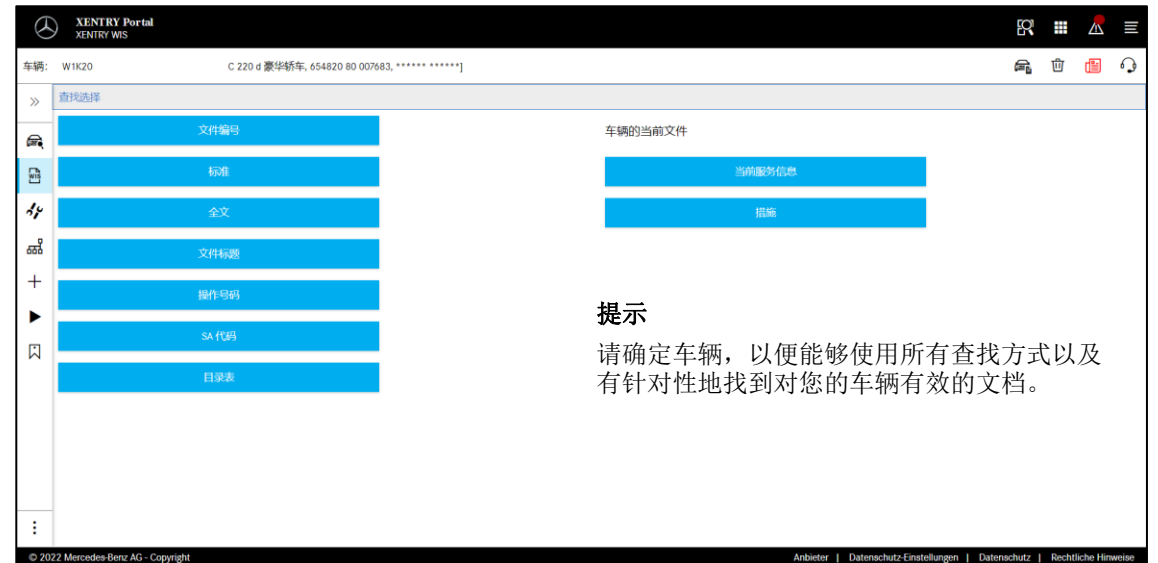 XENTRY Portal
XENTRY WIS
车辆: W1K20 C 220 d 豪华轿车, 654820 80 007683, ****** ******]
查找选择
文件编号
标准
全文
文件标题
操作号码
SA 代码
目录表
车辆的当前文件
当前服务信息
措施
提示
请确定车辆，以便能够使用所有查找方式以及
有针对性地找到对您的车辆有效的文档。
WIS
© 2022 Mercedes-Benz AG - Copyright
Anbieter | Datenschutz-Einstellungen | Datenschutz | Rechtliche Hinweise